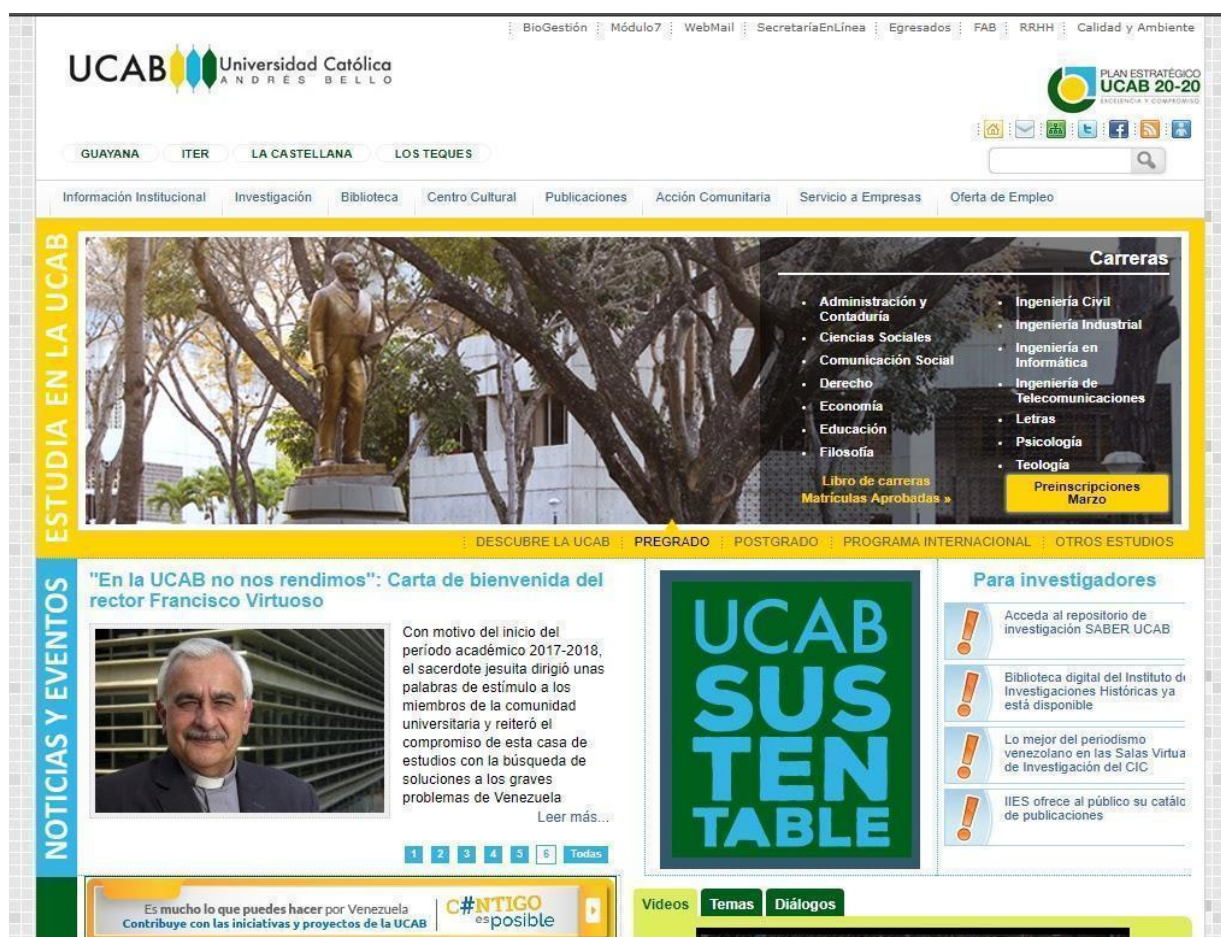 BioGestión Módulo7 WebMail SecretaríaEnLínea Egresados FAB RRHH Calidad y Ambiente
UCAB Universidad Católica
ANDRÉS BELLO
PLAN ESTRATÉGICO
UCAB 20-20
EXCELENCIA Y COMPROMISO
GUAYANA ITER LA CASTELLANA LOS TEQUES
Información Institucional Investigación Biblioteca Centro Cultural Publicaciones Acción Comunitaria Servicio a Empresas Oferta de Empleo
ESTUDIA EN LA UCAB
Carreras
Administración y
Contaduría
Ciencias Sociales
Comunicación Social
Derecho
Economía
Educación
Filosofía
Libro de carreras
Matrículas Aprobadas »
Ingeniería Civil
Ingeniería Industrial
Ingeniería en
Informática
Ingeniería de
Telecomunicaciones
Letras
Psicología
Teología
Preinscripciones
Marzo
DESCUBRE LA UCAB PREGRADO POSTGRADO PROGRAMA INTERNACIONAL OTROS ESTUDIOS
NOTICIAS Y EVENTOS
"En la UCAB no nos rendimos": Carta de bienvenida del
rector Francisco Virtuoso
Con motivo del inicio del
período académico 2017-2018,
el sacerdote jesuita dirigió unas
palabras de estímulo a los
miembros de la comunidad
universitaria y reiteró el
compromiso de esta casa de
estudios con la búsqueda de
soluciones a los graves
problemas de Venezuela
Leer más...
1 2 3 4 5 6 Todas
UCAB
SUS
TEN
TABLE
Para investigadores
Acceda al repositorio de
investigación SABER UCAB
Biblioteca digital del Instituto de
Investigaciones Históricas ya
está disponible
Lo mejor del periodismo
venezolano en las Salas Virtua
de Investigación del CIC
IIES ofrece al público su catálo
de publicaciones
Es mucho lo que puedes hacer por Venezuela
Contribuye con las iniciativas y proyectos de la UCAB
C#NTIGO
es posible
Videos Temas Diálogos